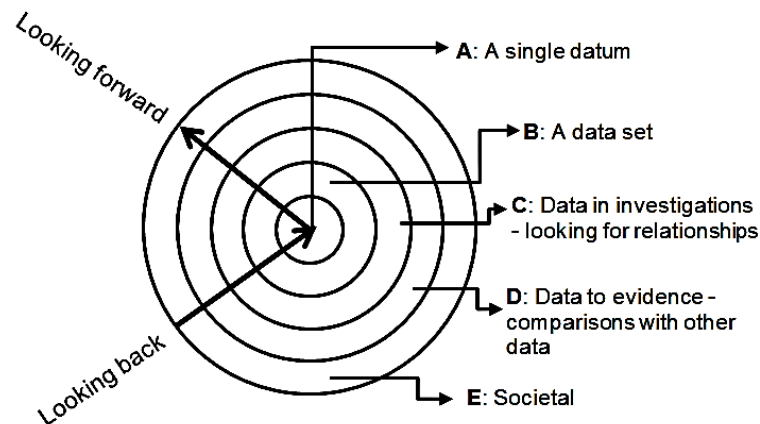 Looking forward
A: A single datum
B: A data set
C: Data in investigations
- looking for relationships
D: Data to evidence -
comparisons with other
data
Looking back
E: Societal